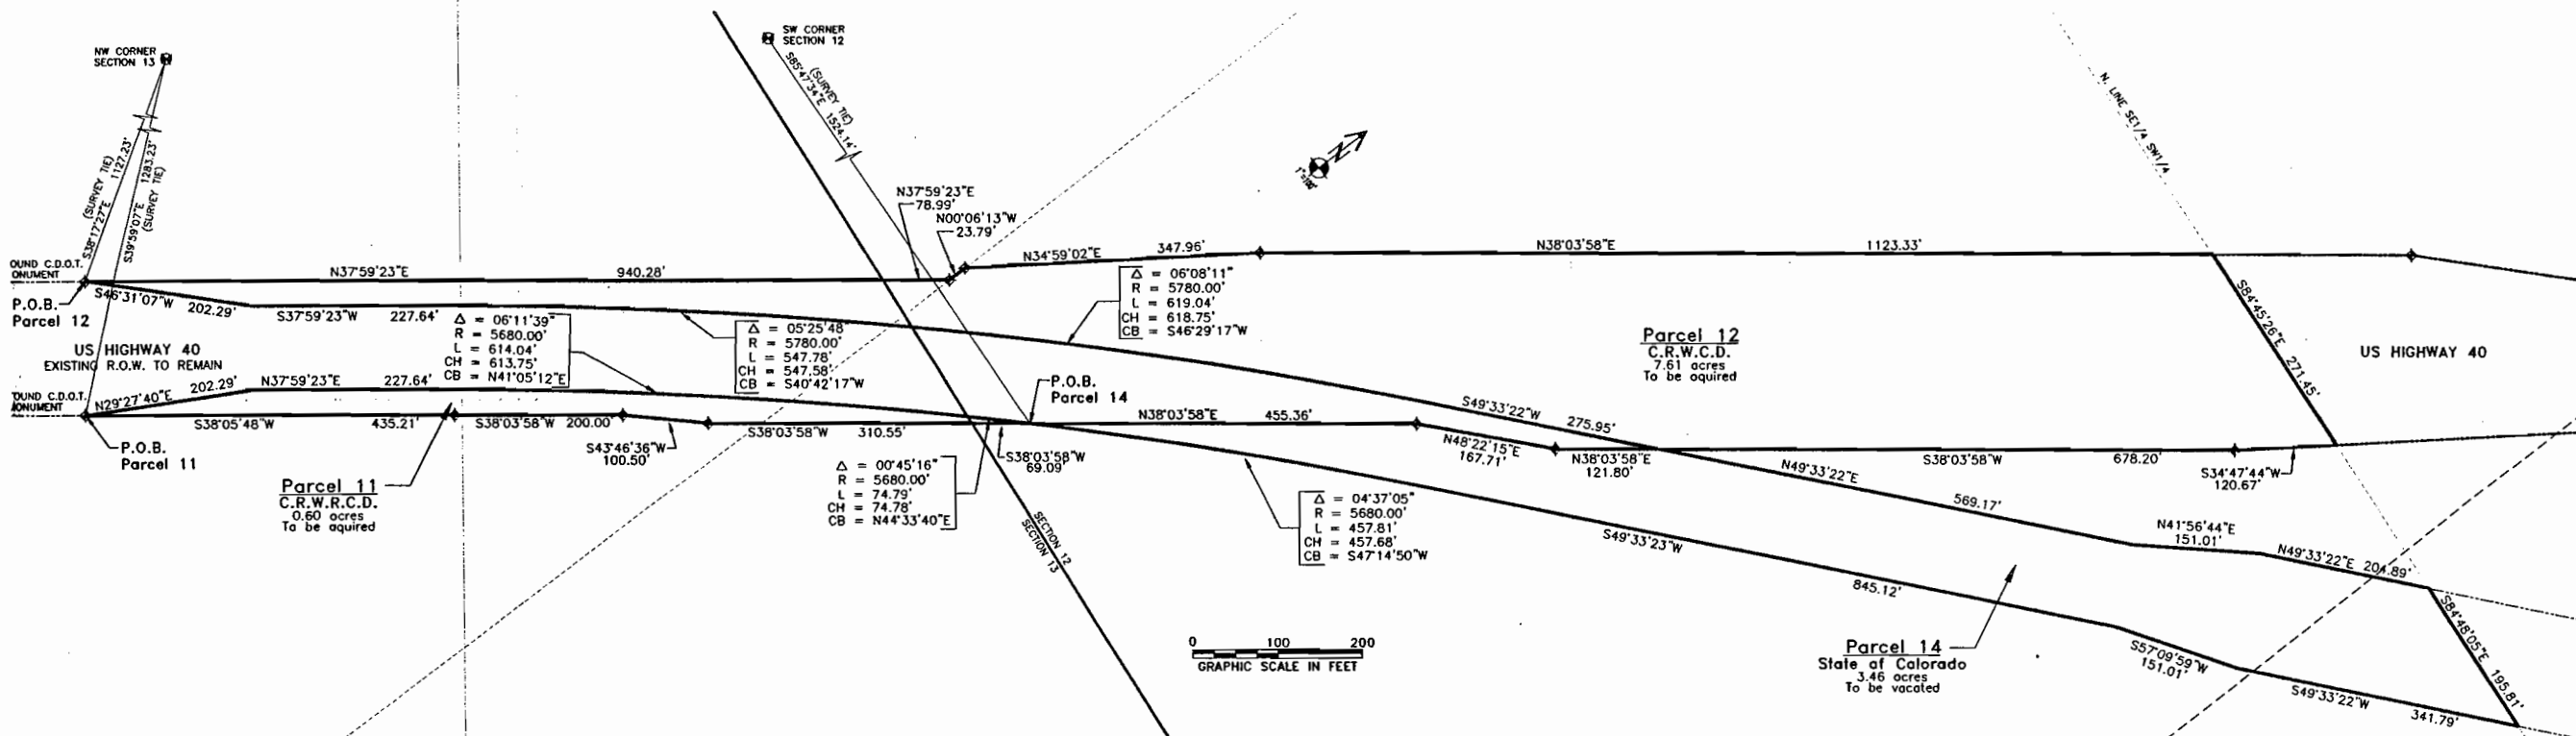 NW CORNER
SECTION 13
SW CORNER
SECTION 12
(SURVEY TIE)
S38°17'27"E 1127.23'
S39°59'07"E 1283.23'
(SURVEY TIE)
(SURVEY TIE)
S85°47'34"E 1524.14'
N. LINE SE1/4 SW1/4
N
1"=100'
N37°59'23"E
78.99'
N00°06'13"W
23.79'
N34°59'02"E 347.96'
N38°03'58"E 1123.33'
OUND C.D.O.T.
ONUMENT
N37°59'23"E 940.28'
P.O.B.
Parcel 12
S46°31'07"W 202.29'
S37°59'23"W 227.64'
Δ = 06°11'39"
R = 5680.00'
L = 614.04'
CH = 613.75'
CB = N41°05'12"E
Δ = 05°25'48
R = 5780.00'
L = 547.78'
CH = 547.58'
CB = S40°42'17"W
Δ = 06°08'11"
R = 5780.00'
L = 619.04'
CH = 618.75'
CB = S46°29'17"W
Parcel 12
C.R.W.C.D.
7.61 acres
To be aquired
S84°45'26"E 271.45'
US HIGHWAY 40
US HIGHWAY 40
EXISTING R.O.W. TO REMAIN
OUND C.D.O.T.
ONUMENT
N29°27'40"E 202.29'
N37°59'23"E 227.64'
P.O.B.
Parcel 14
P.O.B.
Parcel 11
S38°05'48"W 435.21'
S38°03'58"W 200.00'
S43°46'36"W
100.50'
S38°03'58"W 310.55'
S38°03'58"W
69.09'
N38°03'58"E 455.36'
N48°22'15"E
167.71'
S49°33'22"W 275.95'
N38°03'58"E
121.80'
S38°03'58"W 678.20'
S34°47'44"W
120.67'
Parcel 11
C.R.W.R.C.D.
0.60 acres
To be aquired
Δ = 00°45'16"
R = 5680.00'
L = 74.79'
CH = 74.78'
CB = N44°33'40"E
SECTION 12
SECTION 13
Δ = 04°37'05"
R = 5680.00'
L = 457.81'
CH = 457.68'
CB = S47°14'50"W
N49°33'22"E 569.17'
N41°56'44"E
151.01'
N49°33'22"E 204.89'
S49°33'23"W 845.12'
S84°48'05"E 195.81'
S57°09'59"W
151.01'
S49°33'22"W 341.79'
0 100 200
GRAPHIC SCALE IN FEET
Parcel 14
State of Calorado
3.46 acres
To be vacated